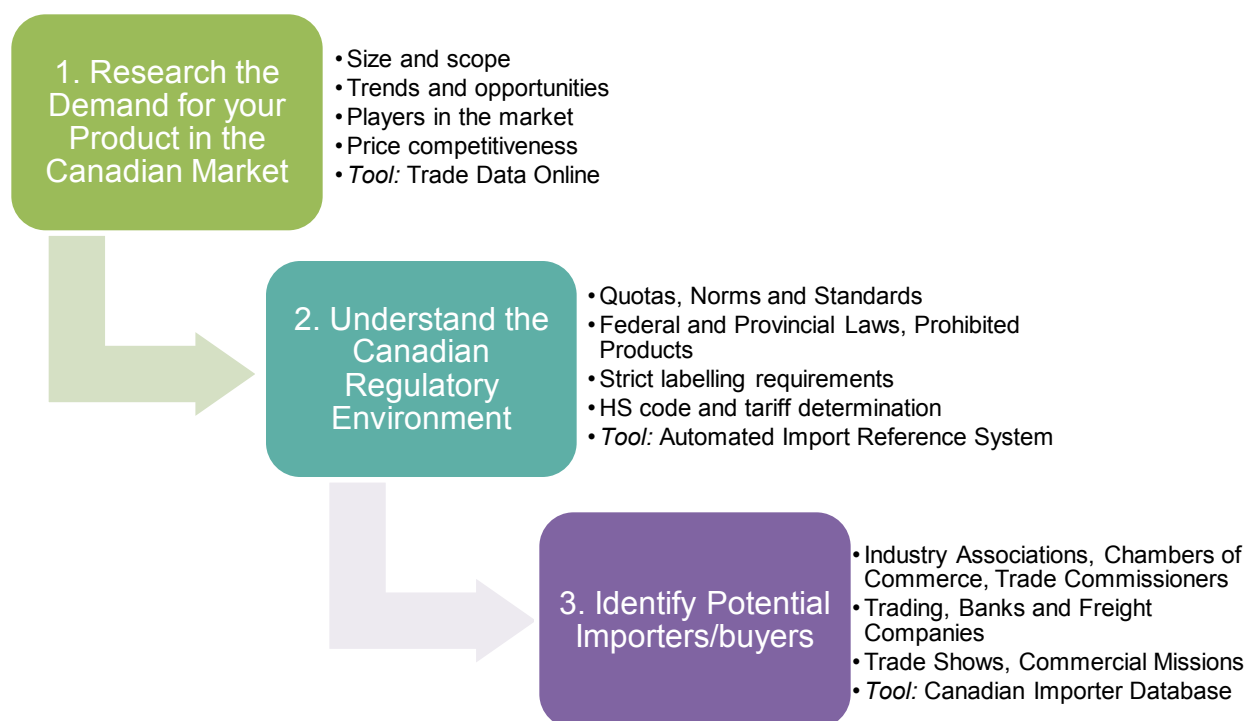 1. Research the
Demand for your
Product in the
Canadian Market
•Size and scope
•Trends and opportunities
•Players in the market
•Price competitiveness
•Tool: Trade Data Online
2. Understand the
Canadian
Regulatory
Environment
•Quotas, Norms and Standards
•Federal and Provincial Laws, Prohibited
Products
•Strict labelling requirements
•HS code and tariff determination
•Tool: Automated Import Reference System
3. Identify Potential
Importers/buyers
•Industry Associations, Chambers of
Commerce, Trade Commissioners
•Trading, Banks and Freight
Companies
•Trade Shows, Commercial Missions
•Tool: Canadian Importer Database